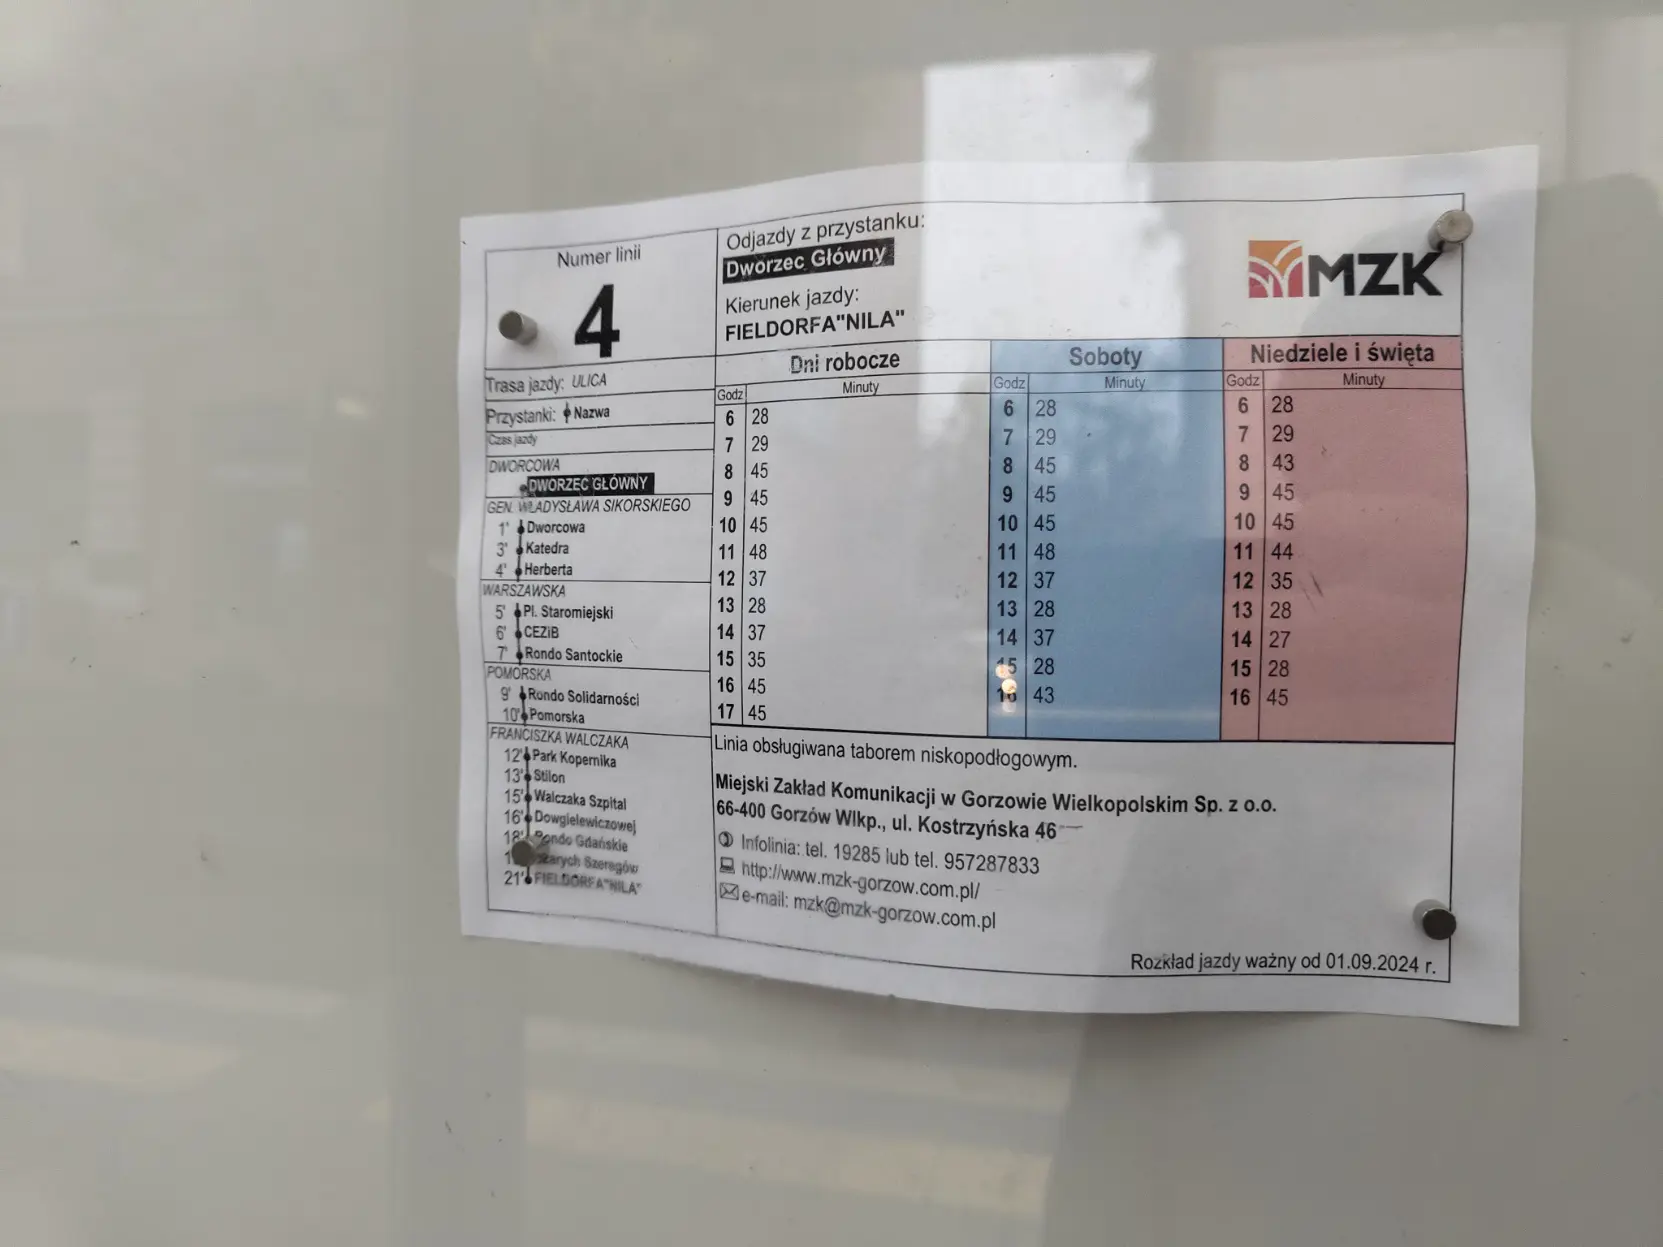 Numer linii
4
Trasa jazdy: ULICA
Przystanki: Nazwa
Czas jazdy
DWORCOWA
DWORZEC GŁÓWNY
GEN. WŁADYSŁAWA SIKORSKIEGO
1' Dworcowa
3' Katedra
4' Herberta
WARSZAWSKA
5' Pl. Staromiejski
6' CEZiB
7' Rondo Santockie
POMORSKA
9' Rondo Solidarności
10' Pomorska
FRANCISZKA WALCZAKA
12' Park Kopernika
13' Stilon
15' Walczaka Szpital
16' Dowgielewiczowej
18' Rondo Gdańskie
Szarych Szeregów
21' FIELDORFA"NILA"
Odjazdy z przystanku:
Dworzec Główny
Kierunek jazdy:
FIELDORFA"NILA"
MZK
Dni robocze
Godz Minuty
6 28
7 29
8 45
9 45
10 45
11 48
12 37
13 28
14 37
15 35
16 45
17 45
Soboty
Godz Minuty
6 28
7 29
8 45
9 45
10 45
11 48
12 37
13 28
14 37
15 28
16 43
Niedziele i święta
Godz Minuty
6 28
7 29
8 43
9 45
10 45
11 44
12 35
13 28
14 27
15 28
16 45
Linia obsługiwana taborem niskopodłogowym.
Miejski Zakład Komunikacji w Gorzowie Wielkopolskim Sp. z o.o.
66-400 Gorzów Wlkp., ul. Kostrzyńska 46
Infolinia: tel. 19285 lub tel. 957287833
http://www.mzk-gorzow.com.pl/
e-mail: mzk@mzk-gorzow.com.pl
Rozkład jazdy ważny od 01.09.2024 r.